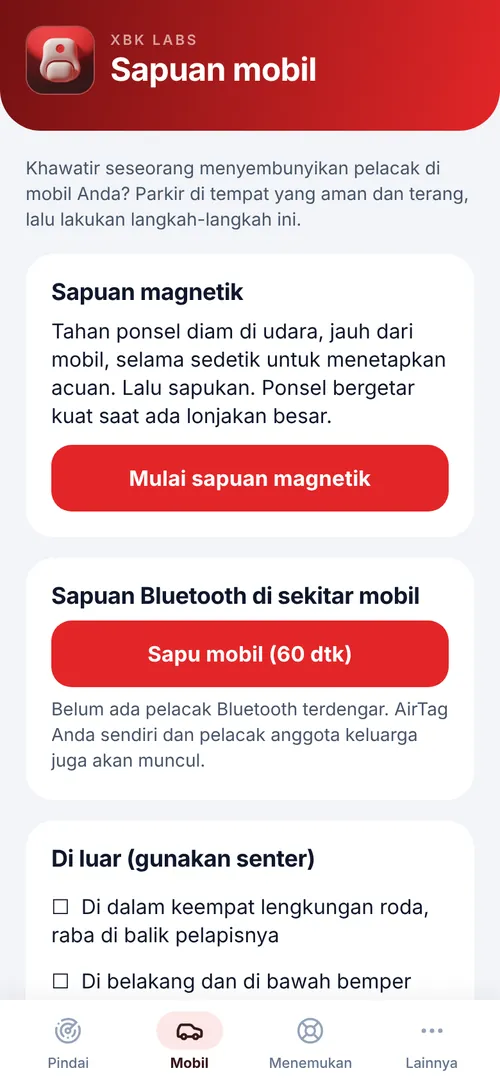 XBK LABS
Sapuan mobil
Khawatir seseorang menyembunyikan pelacak di
mobil Anda? Parkir di tempat yang aman dan terang,
lalu lakukan langkah-langkah ini.
Sapuan magnetik
Tahan ponsel diam di udara, jauh dari
mobil, selama sedetik untuk menetapkan
acuan. Lalu sapukan. Ponsel bergetar
kuat saat ada lonjakan besar.
Mulai sapuan magnetik
Sapuan Bluetooth di sekitar mobil
Sapu mobil (60 dtk)
Belum ada pelacak Bluetooth terdengar. AirTag
Anda sendiri dan pelacak anggota keluarga
juga akan muncul.
Di luar (gunakan senter)
☐ Di dalam keempat lengkungan roda,
raba di balik pelapisnya
☐ Di belakang dan di bawah bemper
Pindai
Mobil
Menemukan
Lainnya